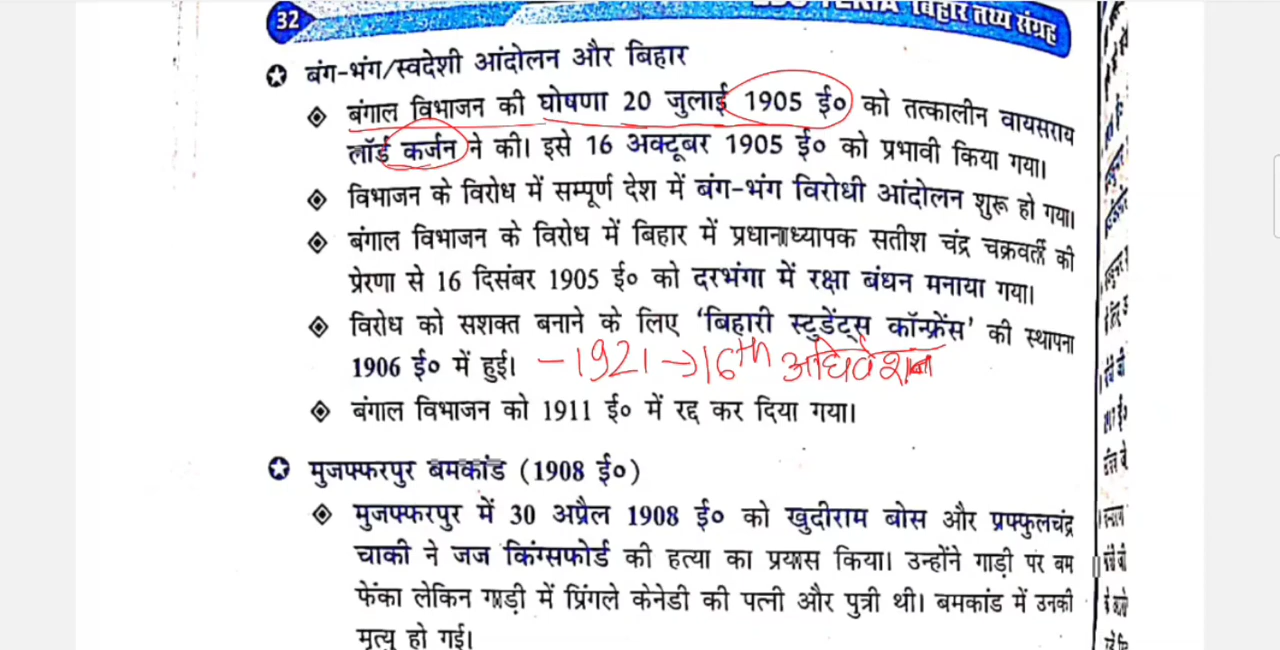 32
बिहार तथ्य संग्रह
बंग-भंग/स्वदेशी आंदोलन और बिहार
बंगाल विभाजन की घोषणा 20 जुलाई 1905 ई० को तत्कालीन वायसराय
लॉर्ड कर्जन ने की। इसे 16 अक्टूबर 1905 ई० को प्रभावी किया गया।
विभाजन के विरोध में सम्पूर्ण देश में बंग-भंग विरोधी आंदोलन शुरू हो गया।
बंगाल विभाजन के विरोध में बिहार में प्रधानाध्यापक सतीश चंद्र चक्रवर्ती की
प्रेरणा से 16 दिसंबर 1905 ई० को दरभंगा में रक्षा बंधन मनाया गया।
विरोध को सशक्त बनाने के लिए ‘बिहारी स्टुडेंट्स कॉन्फ्रेंस’ की स्थापना
1906 ई० में हुई। – 1921 → 16th अधिवेशन
बंगाल विभाजन को 1911 ई० में रद्द कर दिया गया।
मुजफ्फरपुर बमकांड (1908 ई०)
मुजफ्फरपुर में 30 अप्रैल 1908 ई० को खुदीराम बोस और प्रफ्फुलचंद्र
चाकी ने जज किंग्सफोर्ड की हत्या का प्रयास किया। उन्होंने गाड़ी पर बम
फेंका लेकिन गाड़ी में प्रिंगले केनेडी की पत्नी और पुत्री थी। बमकांड में उनकी
मृत्यु हो गई।